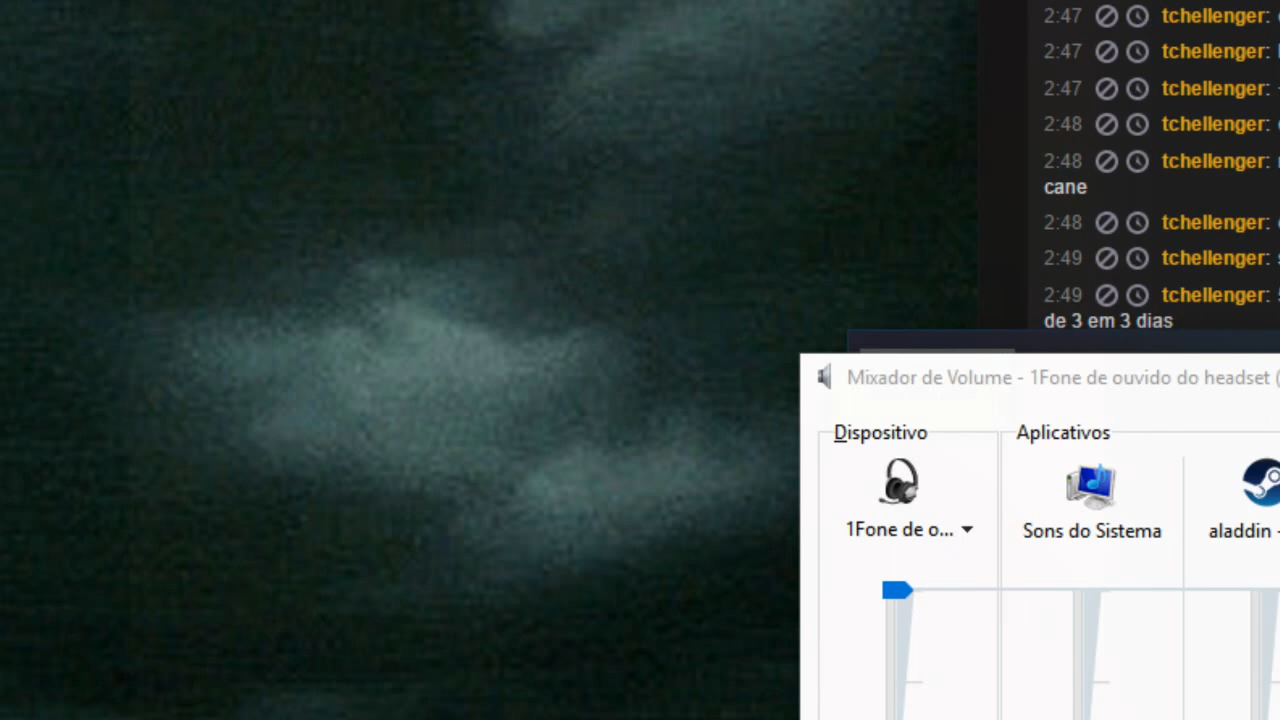 2:47 tchellenger:
2:47 tchellenger:
2:47 tchellenger:
2:48 tchellenger:
2:48 tchellenger:
cane
2:48 tchellenger:
2:49 tchellenger:
2:49 tchellenger:
de 3 em 3 dias
Mixador de Volume - 1Fone de ouvido do headset (
Dispositivo
Aplicativos
1Fone de o...
Sons do Sistema
aladdin -